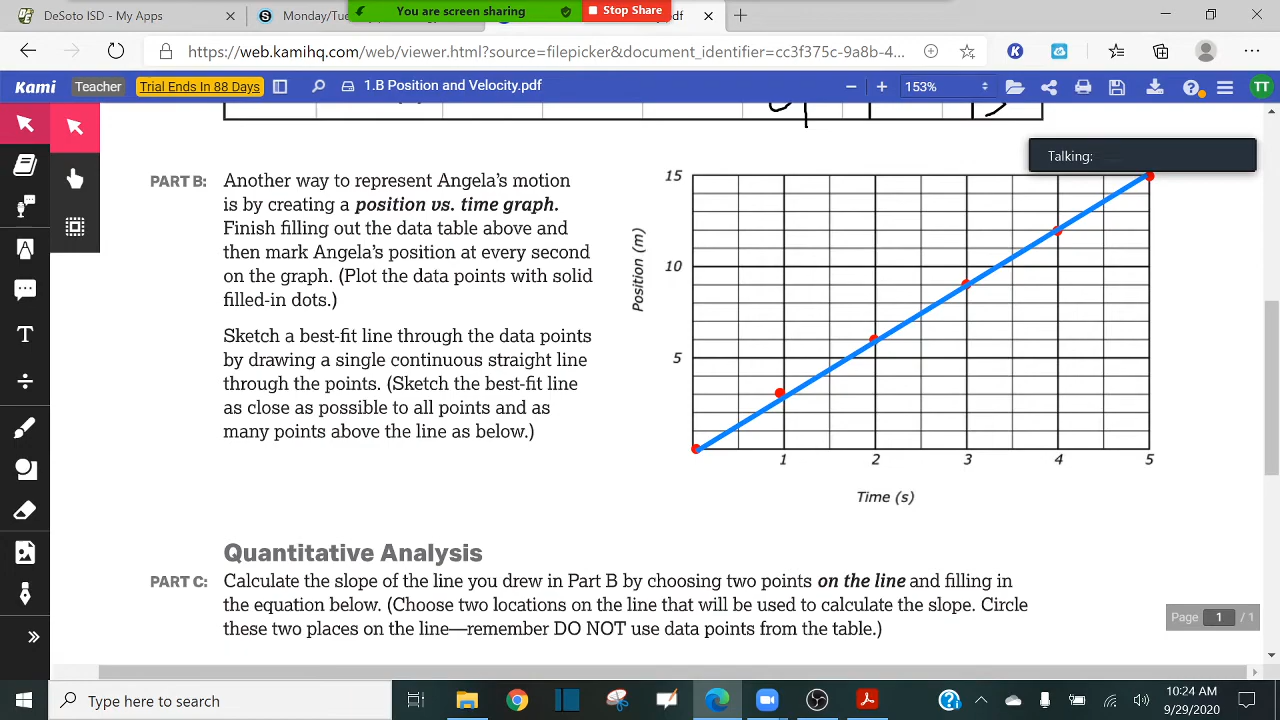 DeSoto ISD - My App
Monday/Tue
df
You are screen sharing
Stop Share
https://web.kamihq.com/web/viewer.html?source=filepicker&document_identifier=cc3f375c-9a8b-4...
Kami
Teacher
Trial Ends In 88 Days
1.B Position and Velocity.pdf
153%
TT
Talking:
PART B:
Another way to represent Angela's motion
is by creating a position vs. time graph.
Finish filling out the data table above and
then mark Angela's position at every second
on the graph. (Plot the data points with solid
filled-in dots.)
Sketch a best-fit line through the data points
by drawing a single continuous straight line
through the points. (Sketch the best-fit line
as close as possible to all points and as
many points above the line as below.)
15
10
5
Position (m)
1 2 3 4 5
Time (s)
Quantitative Analysis
PART C:
Calculate the slope of the line you drew in Part B by choosing two points on the line and filling in
the equation below. (Choose two locations on the line that will be used to calculate the slope. Circle
these two places on the line—remember DO NOT use data points from the table.)
Page 1 / 1
Type here to search
10:24 AM
9/29/2020